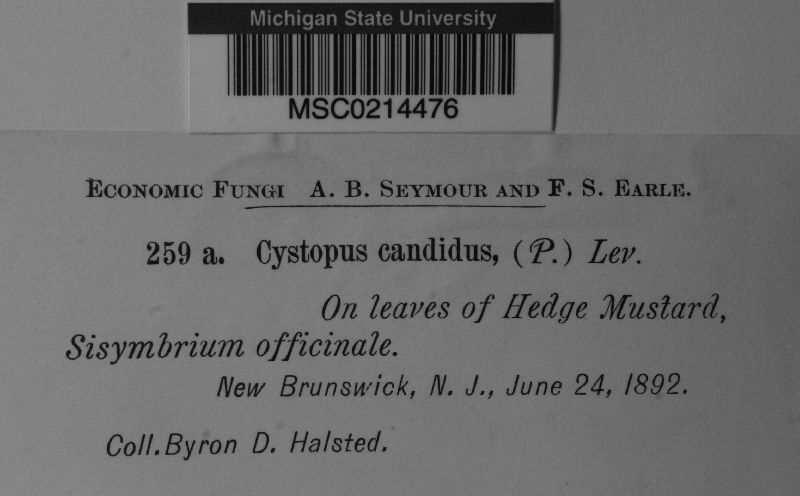 Michigan State University
MSC0214476
Economic Fungi A. B. Seymour and F. S. Earle.
259 a. Cystopus candidus, (P.) Lev.
On leaves of Hedge Mustard,
Sisymbrium officinale.
New Brunswick, N. J., June 24, 1892.
Coll. Byron D. Halsted.